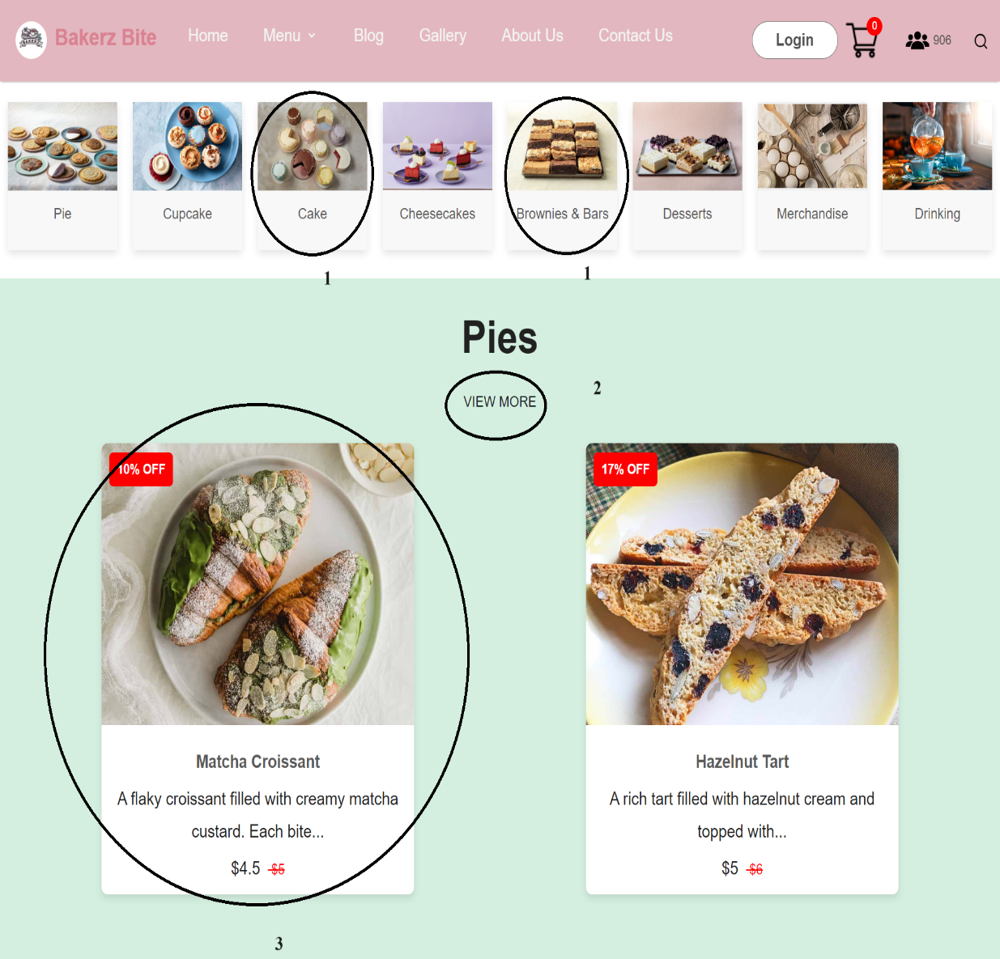 Bakerz Bite Home Menu Blog Gallery About Us Contact Us Login 0 906
Pie Cupcake Cake Cheesecakes Brownies & Bars Desserts Merchandise Drinking
1 1
Pies
VIEW MORE 2
10% OFF 17% OFF
Matcha Croissant
A flaky croissant filled with creamy matcha
custard. Each bite...
$4.5 $5
Hazelnut Tart
A rich tart filled with hazelnut cream and
topped with...
$5 $6
3